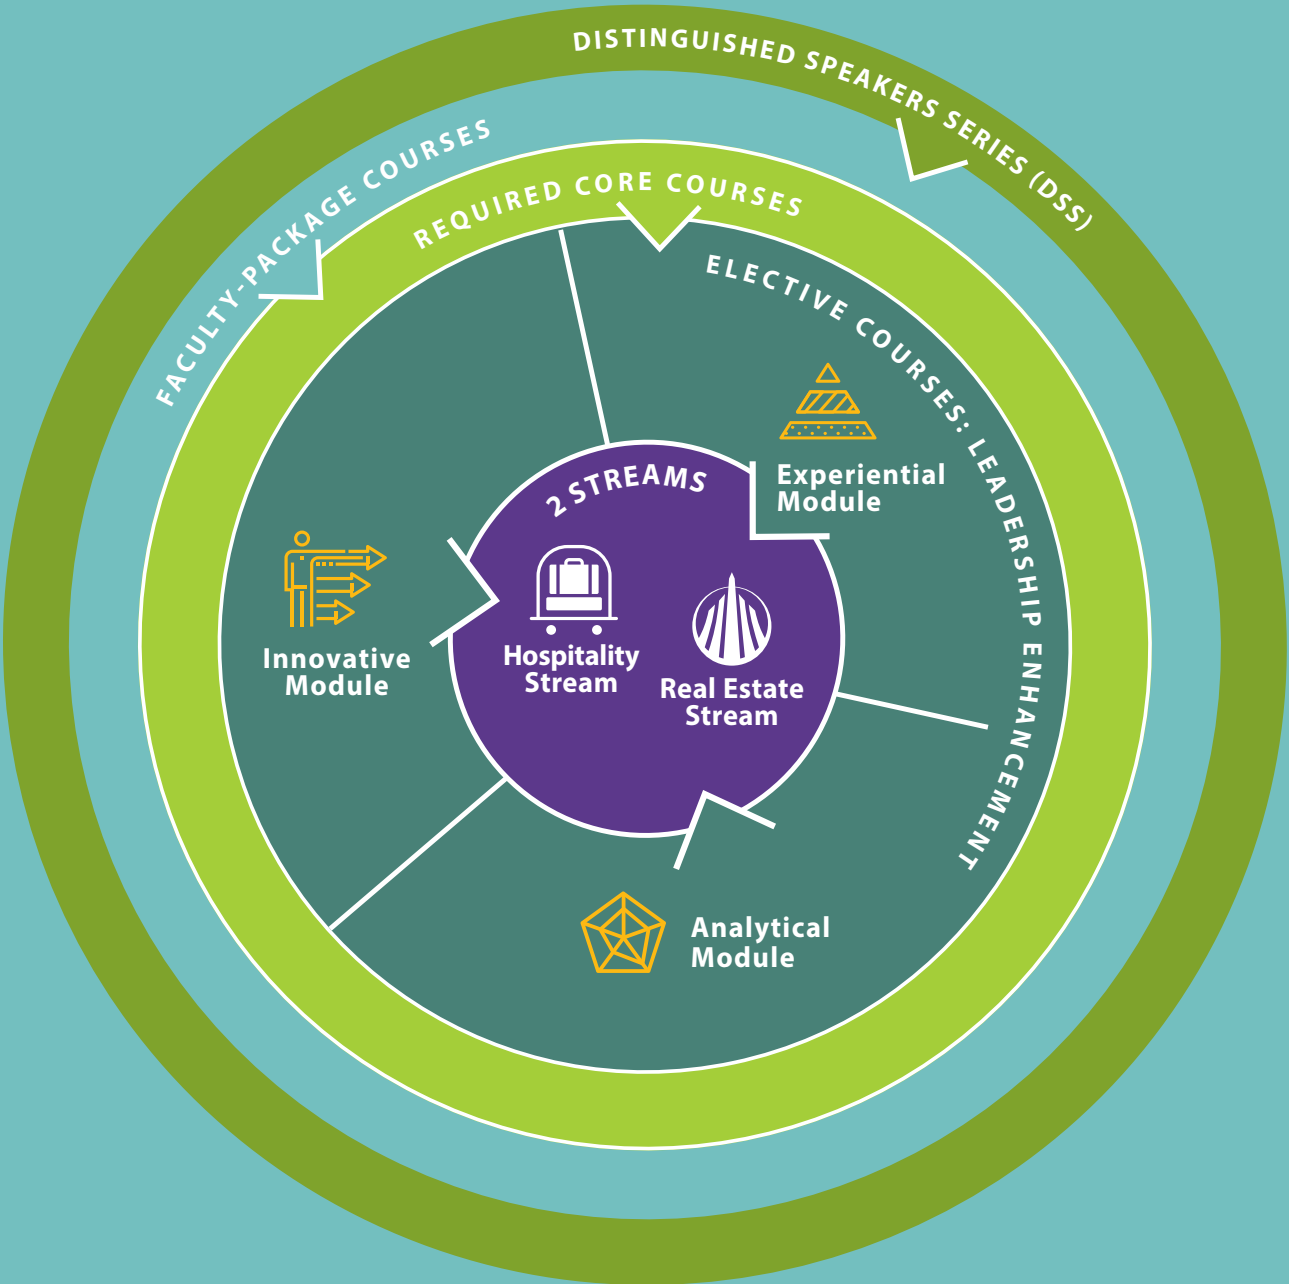 DISTINGUISHED SPEAKERS SERIES (DSS)
FACULTY-PACKAGE COURSES
REQUIRED CORE COURSES
ELECTIVE COURSES: LEADERSHIP ENHANCEMENT
Experiential
Module
2 STREAMS
Hospitality
Stream
Real Estate
Stream
Innovative
Module
Analytical
Module